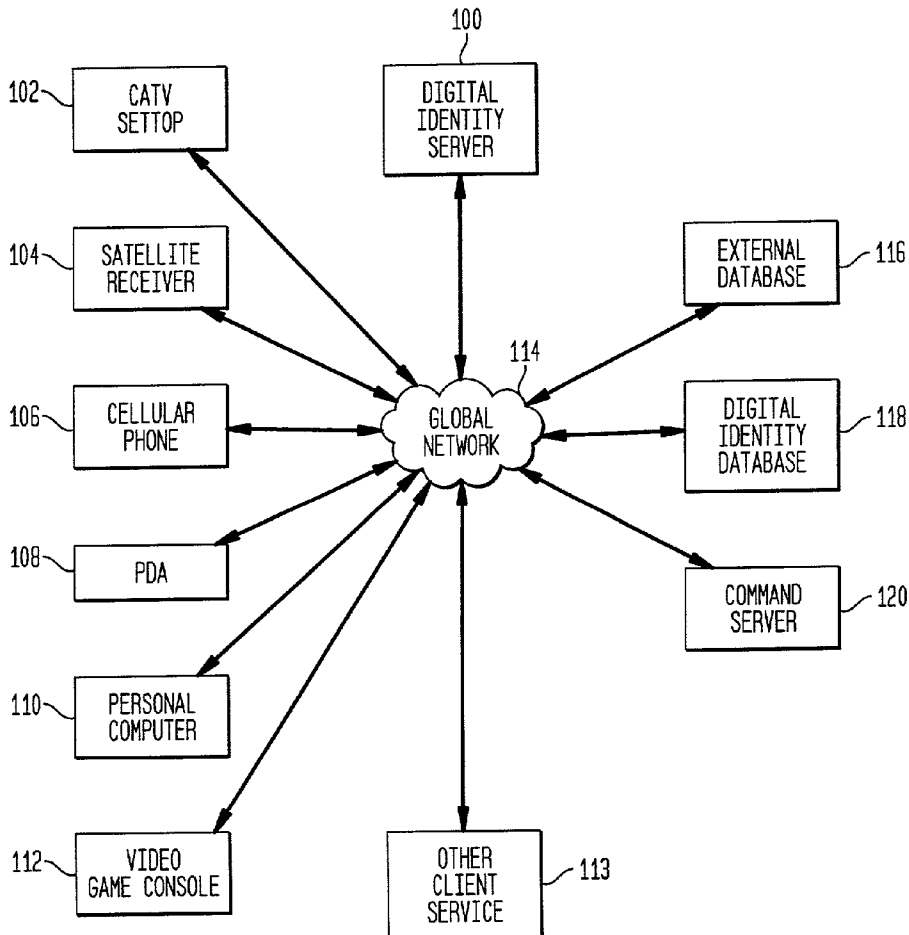 100
102
CATV
SETTOP
DIGITAL
IDENTITY
SERVER
104
SATELLITE
RECEIVER
EXTERNAL
DATABASE
116
114
106
CELLULAR
PHONE
GLOBAL
NETWORK
DIGITAL
IDENTITY
DATABASE
118
108
PDA
COMMAND
SERVER
120
110
PERSONAL
COMPUTER
112
VIDEO
GAME CONSOLE
OTHER
CLIENT
SERVICE
113